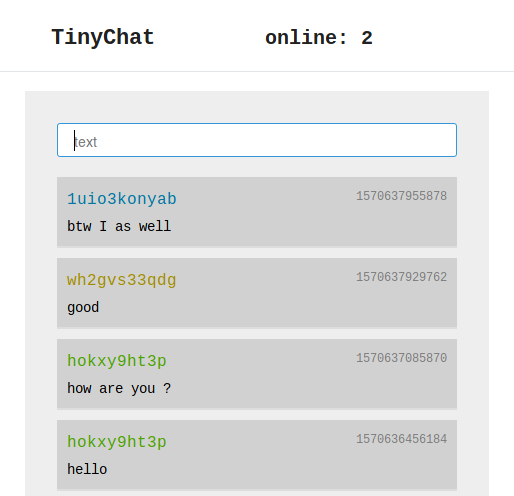 TinyChat online: 2
text
1uio3konyab 1570637955878
btw I as well
wh2gvs33qdg 1570637929762
good
hokxy9ht3p 1570637085870
how are you ?
hokxy9ht3p 1570636456184
hello